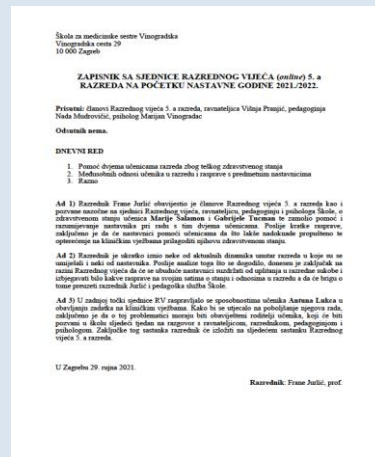 Škola za medicinske sestre Vinogradska
Vinogradska cesta 29
10 000 Zagreb
ZAPISNIK SA SJEDNICE RAZREDNOG VIJEĆA (online) 5. a
RAZREDA NA POČETKU NASTAVNE GODINE 2021./2022.
Prisutni: članovi Razrednog vijeća 5. a razreda, ravnateljica Višnja Pranjić, pedagoginja
Nada Mudrovičić, psiholog Marijan Vinogradac
Odsutnih nema.
DNEVNI RED
1. Pomoć dvjema učenicama razreda zbog teškog zdravstvenog stanja
2. Međusobnih odnosi učenika u razredu i rasprave s predmetnim nastavnicima
3. Razno
Ad 1) Razrednik Frane Jurlić obavijestio je članove Razrednog vijeća 5. a razreda kao i
pozvane nazočne na sjednici Razrednog vijeća, ravnateljicu, pedagoginju i psihologa Škole, o
zdravstvenom stanju učenica Marije Salamon i Gabrijele Tucman te zamolio pomoć i
razumijevanje nastavnika pri radu s tim dvjema učenicama. Poslije kratke rasprave,
zaključeno je da će nastavnici pomoći učenicama da što lakše nadoknade propušteno te
opterećenje na kliničkim vježbama prilagoditi njihovu zdravstvenom stanju.
Ad 2) Razrednik je ukratko iznio neke od aktualnih dinamika unutar razreda u koje su se
umiješali i neki od nastavnika. Poslije analize toga što se dogodilo, donesen je zaključak na
razini Razrednog vijeća da će se ubuduće nastavnici suzdržati od uplitanja u razredne sukobe i
izbjegavati bilo kakve rasprave na svojim satima o stanju i odnosima u razredu a da će brigu o
tome preuzeti razrednik Jurlić i pedagoška služba Škole.
Ad 3) U zadnjoj točki sjednice RV raspravljalo se sposobnostima učenika Antuna Lukca u
obavljanju zadatka na kliničkim vježbama. Kako bi se utjecalo na poboljšanje njegova rada,
zaključeno je da o toj problematici moraju biti obaviješteni roditelji učenika, koji će biti
pozvani u školu sljedeći tjedan na razgovor s ravnateljicom, razrednikom, pedagoginjom i
psihologom. Zaključke tog sastanka razrednik će izložiti na sljedećem sastanku Razrednog
vijeća 5. a razreda.
U Zagrebu 29. rujna 2021.
Razrednik: Frane Jurlić, prof.